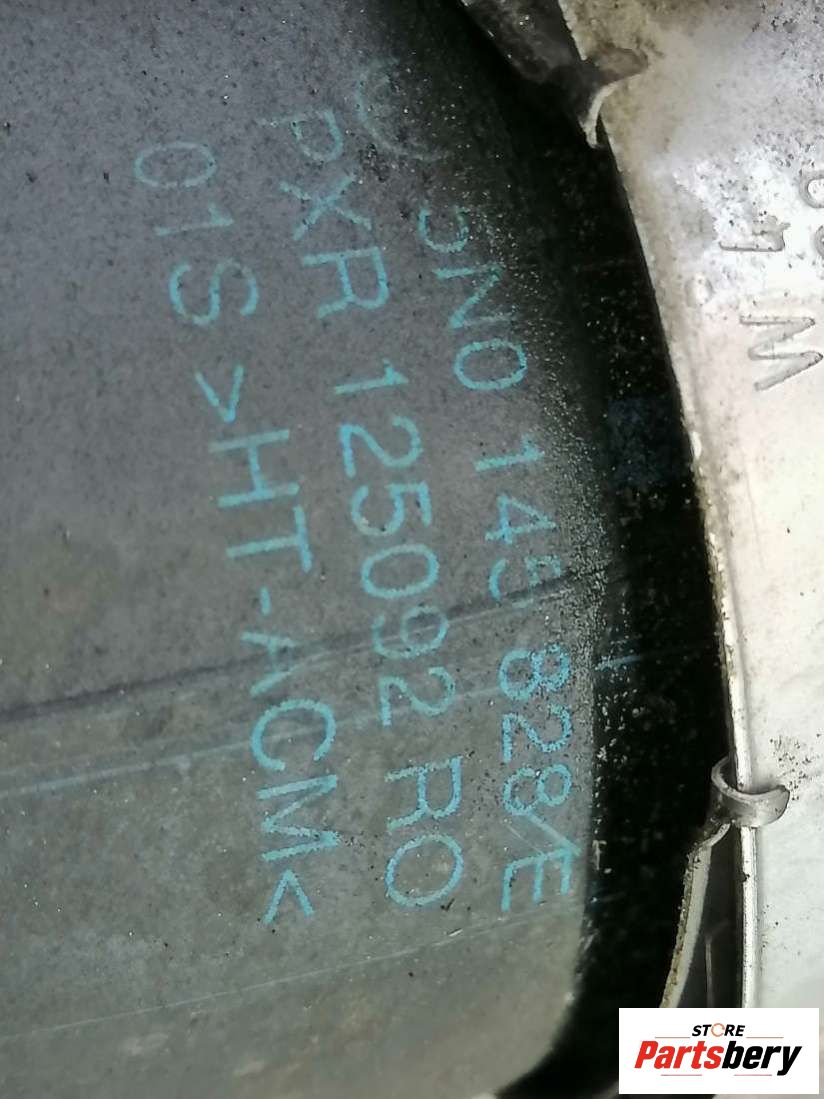 5N0 145 828 E
PXR 125092 RO
01S >HT-ACM<
STORE
Partsbery